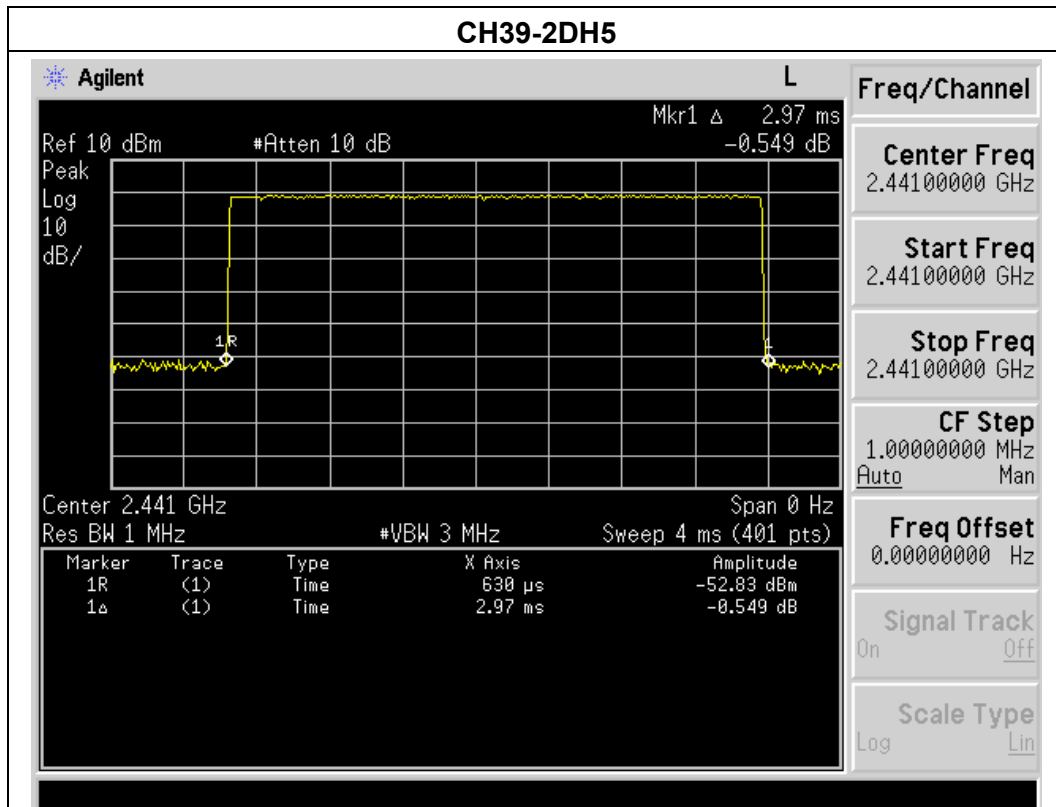 CH39-2DH5
Agilent L
Mkr1 Δ 2.97 ms
Ref 10 dBm #Atten 10 dB -0.549 dB
Peak
Log
10
dB/
1R
1
Center 2.441 GHz Span 0 Hz
Res BW 1 MHz #VBW 3 MHz Sweep 4 ms (401 pts)
Marker Trace Type X Axis Amplitude
1R (1) Time 630 µs -52.83 dBm
1Δ (1) Time 2.97 ms -0.549 dB
Freq/Channel
Center Freq
2.44100000 GHz
Start Freq
2.44100000 GHz
Stop Freq
2.44100000 GHz
CF Step
1.00000000 MHz
Auto Man
Freq Offset
0.00000000 Hz
Signal Track
On Off
Scale Type
Log Lin